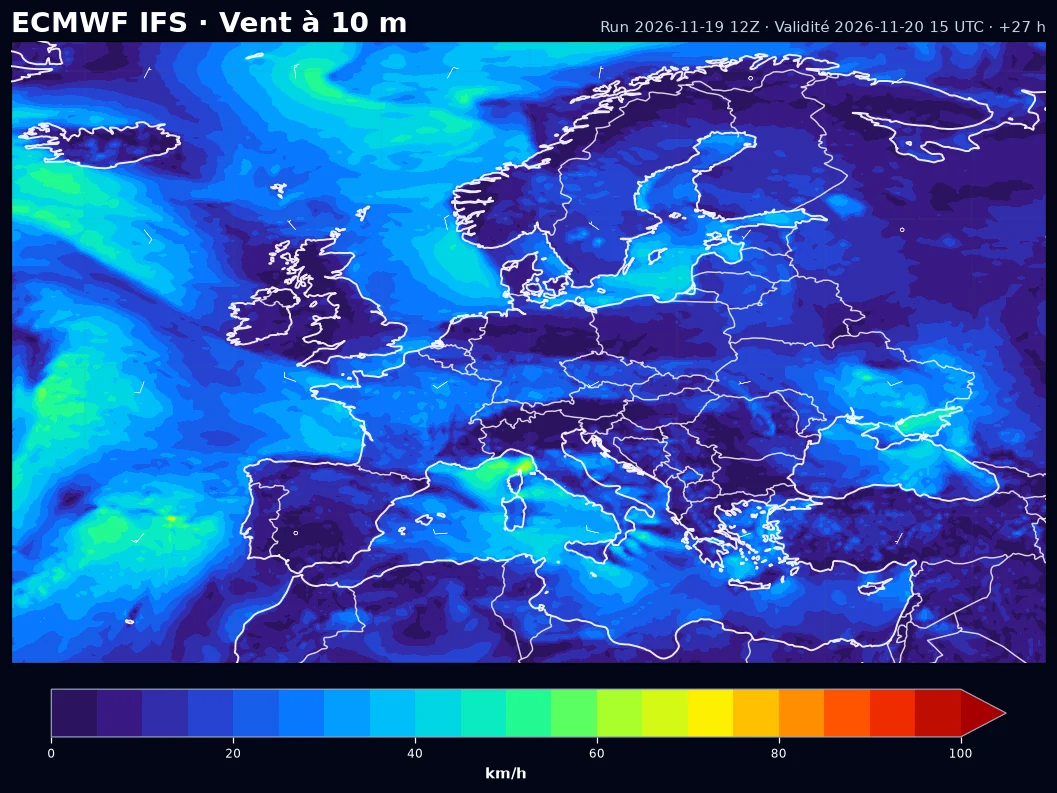 ECMWF IFS · Vent à 10 m
Run 2026-11-19 12Z · Validité 2026-11-20 15 UTC · +27 h
0 20 40 60 80 100
km/h